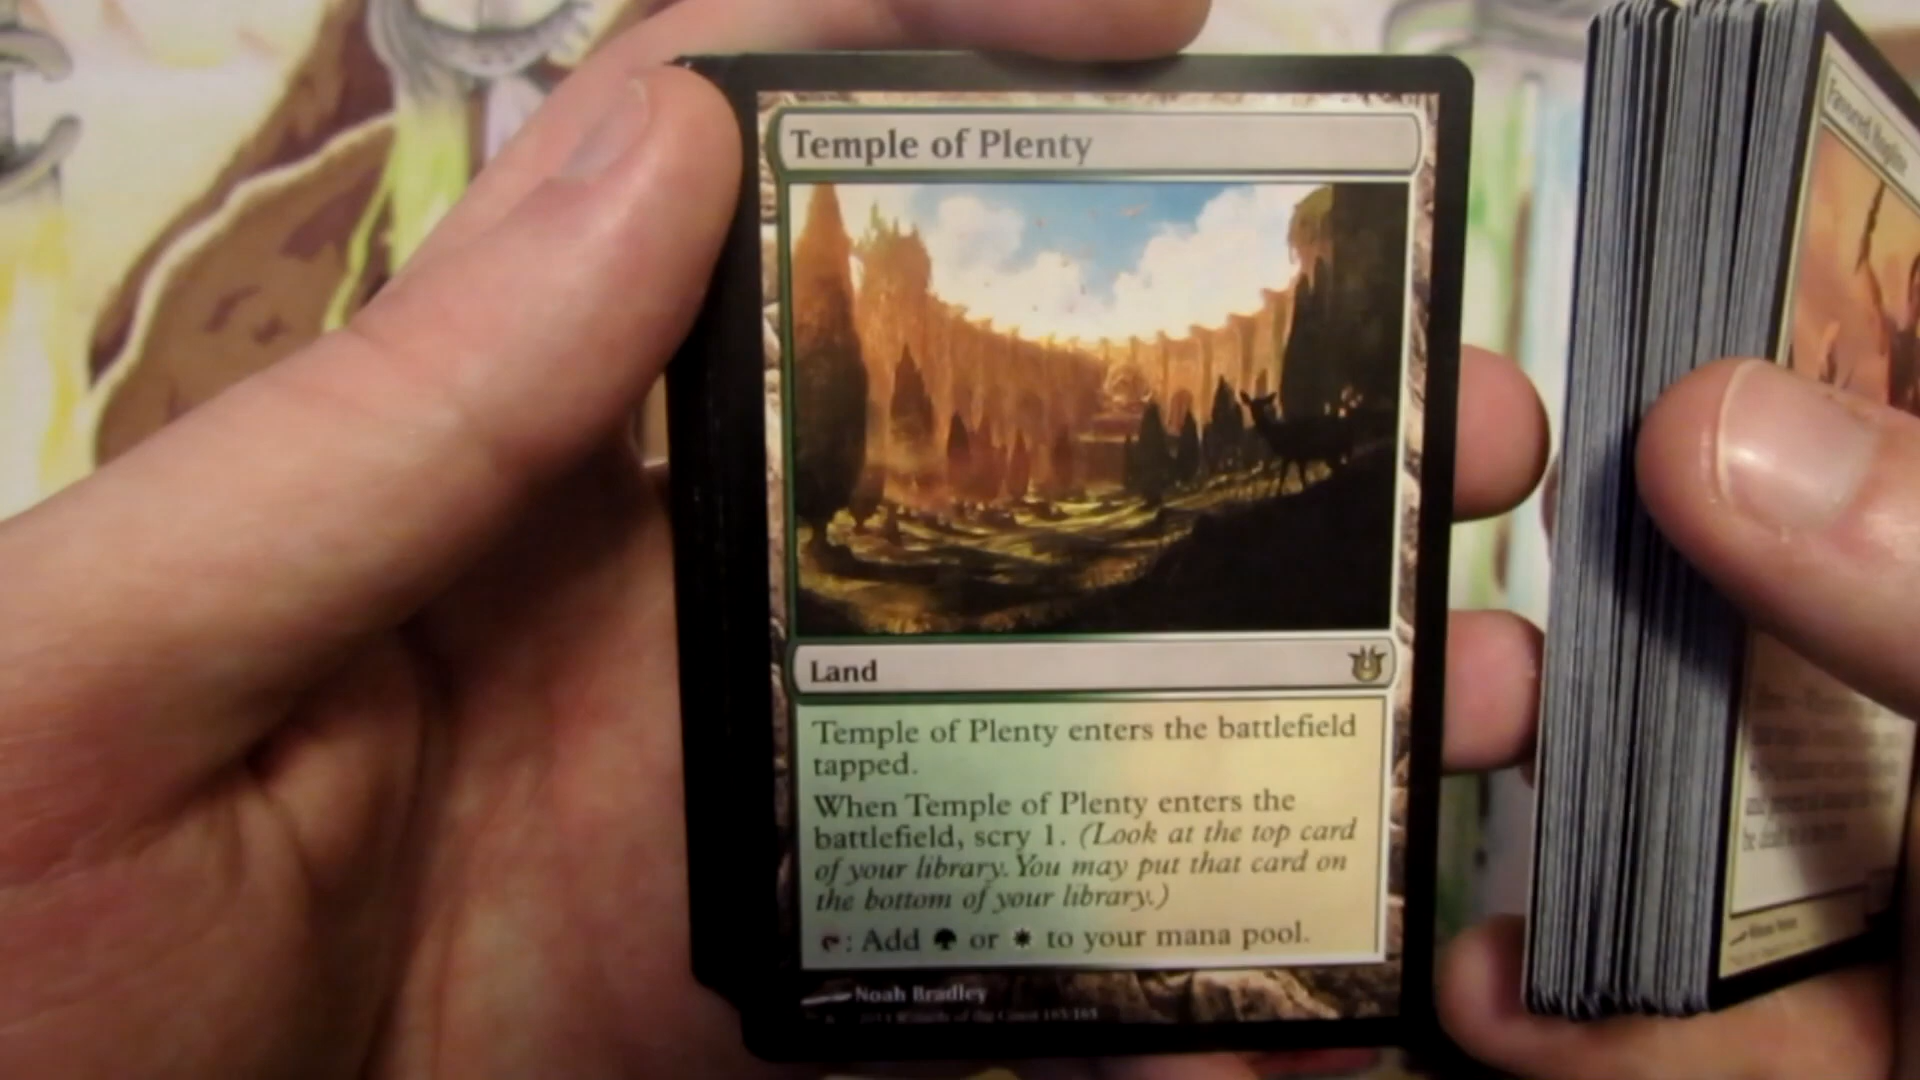 Temple of Plenty
Land
Temple of Plenty enters the battlefield
tapped.
When Temple of Plenty enters the
battlefield, scry 1. (Look at the top card
of your library. You may put that card on
the bottom of your library.)
: Add or to your mana pool.
Noah Bradley
165/165